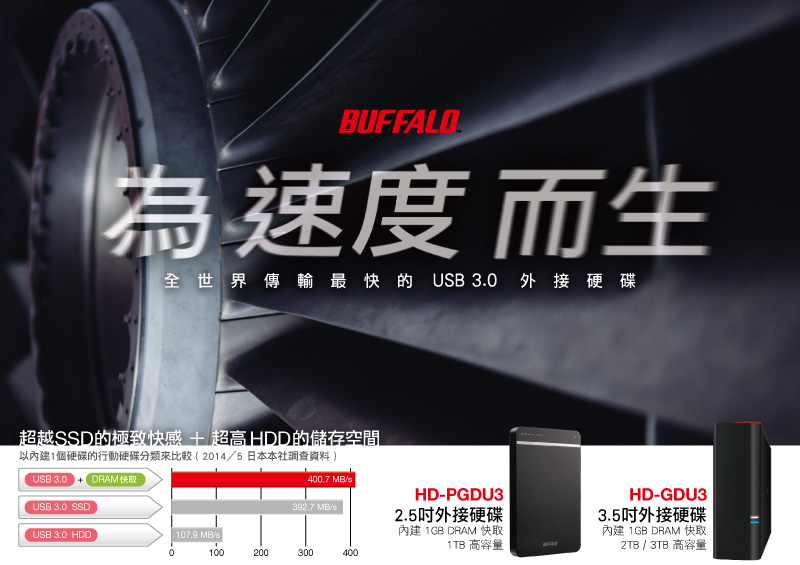 BUFFALO™
為速度而生
全世界傳輸最快的 USB 3.0 外接硬碟
超越SSD的極致快感 ＋ 超高HDD的儲存空間
以內建1個硬碟的行動硬碟分類來比較（2014／5 日本本社調查資料）
USB 3.0 + DRAM 快取 400.7 MB/s
USB 3.0 SSD 392.7 MB/s
USB 3.0 HDD 107.9 MB/s
0 100 200 300 400
HD-PGDU3
2.5吋外接硬碟
內建 1GB DRAM 快取
1TB 高容量
BUFFALO
HD-GDU3
3.5吋外接硬碟
內建 1GB DRAM 快取
2TB / 3TB 高容量